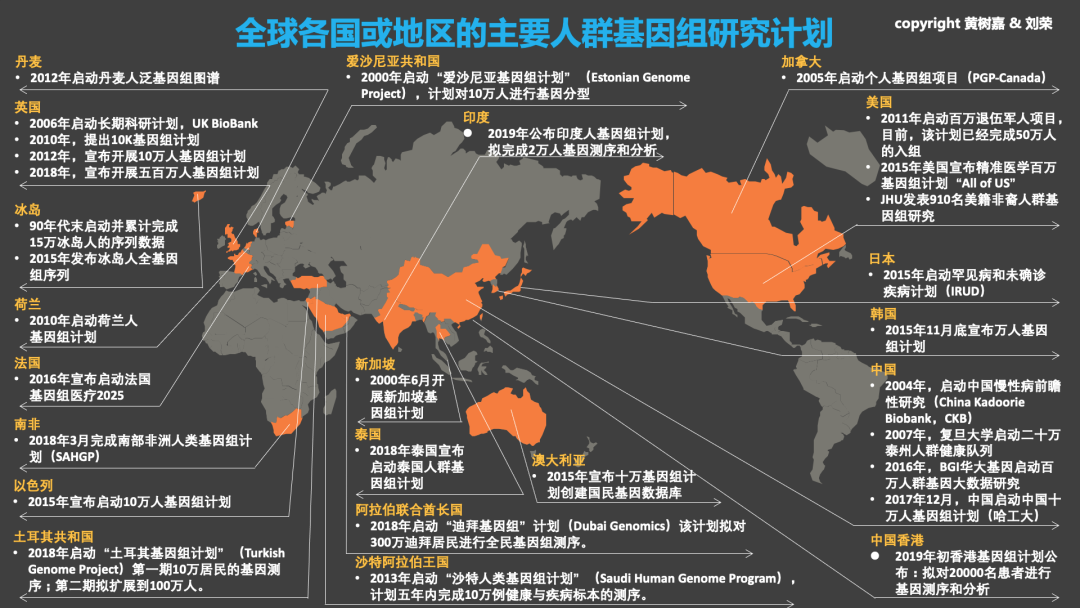 全球各国或地区的主要人群基因组研究计划
copyright 黄树嘉 & 刘荣
丹麦
• 2012年启动丹麦人泛基因组图谱
英国
• 2006年启动长期科研计划，UK BioBank
• 2010年，提出10K基因组计划
• 2012年，宣布开展10万人基因组计划
• 2018年，宣布开展五百万人基因组计划
冰岛
• 90年代末启动并累计完成
15万冰岛人的序列数据
• 2015年发布冰岛人全基因
组序列
荷兰
• 2010年启动荷兰人
基因组计划
法国
• 2016年宣布启动法国
基因组医疗2025
南非
• 2018年3月完成南部非洲人类基因组计
划（SAHGP）
以色列
• 2015年宣布启动10万人基因组计划
土耳其共和国
• 2018年启动“土耳其基因组计划”（Turkish
Genome Project）第一期10万居民的基因测
序；第二期拟扩展到100万人。
爱沙尼亚共和国
• 2000年启动“爱沙尼亚基因组计划”（Estonian Genome
Project），计划对10万人进行基因分型
印度
● 2019年公布印度人基因组计划，
拟完成2万人基因测序和分析
新加坡
• 2000年6月开
展新加坡基
因组计划
泰国
• 2018年泰国宣布
启动泰国人群基
因组计划
澳大利亚
• 2015年宣布十万基因组计
划创建国民基因数据库
阿拉伯联合酋长国
• 2018年启动“迪拜基因组”计划（Dubai Genomics）该计划拟对
300万迪拜居民进行全民基因组测序。
沙特阿拉伯王国
• 2013年启动“沙特人类基因组计划”（Saudi Human Genome Program），
计划五年内完成10万例健康与疾病标本的测序。
加拿大
• 2005年启动个人基因组项目（PGP-Canada）
美国
• 2011年启动百万退伍军人项目，
目前，该计划已经完成50万人
的入组
• 2015年美国宣布精准医学百万
基因组计划“All of US”
• JHU发表910名美籍非裔人群基
因组研究
日本
• 2015年启动罕见病和未确诊
疾病计划（IRUD）
韩国
• 2015年11月底宣布万人基因
组计划
中国
• 2004年，启动中国慢性病前瞻
性研究（China Kadoorie
Biobank，CKB）
• 2007年，复旦大学启动二十万
泰州人群健康队列
• 2016年，BGI华大基因启动百
万人群基因大数据研究
• 2017年12月，中国启动中国十
万人基因组计划（哈工大）
中国香港
● 2019年初香港基因组计划公
布：拟对20000名患者进行
基因测序和分析